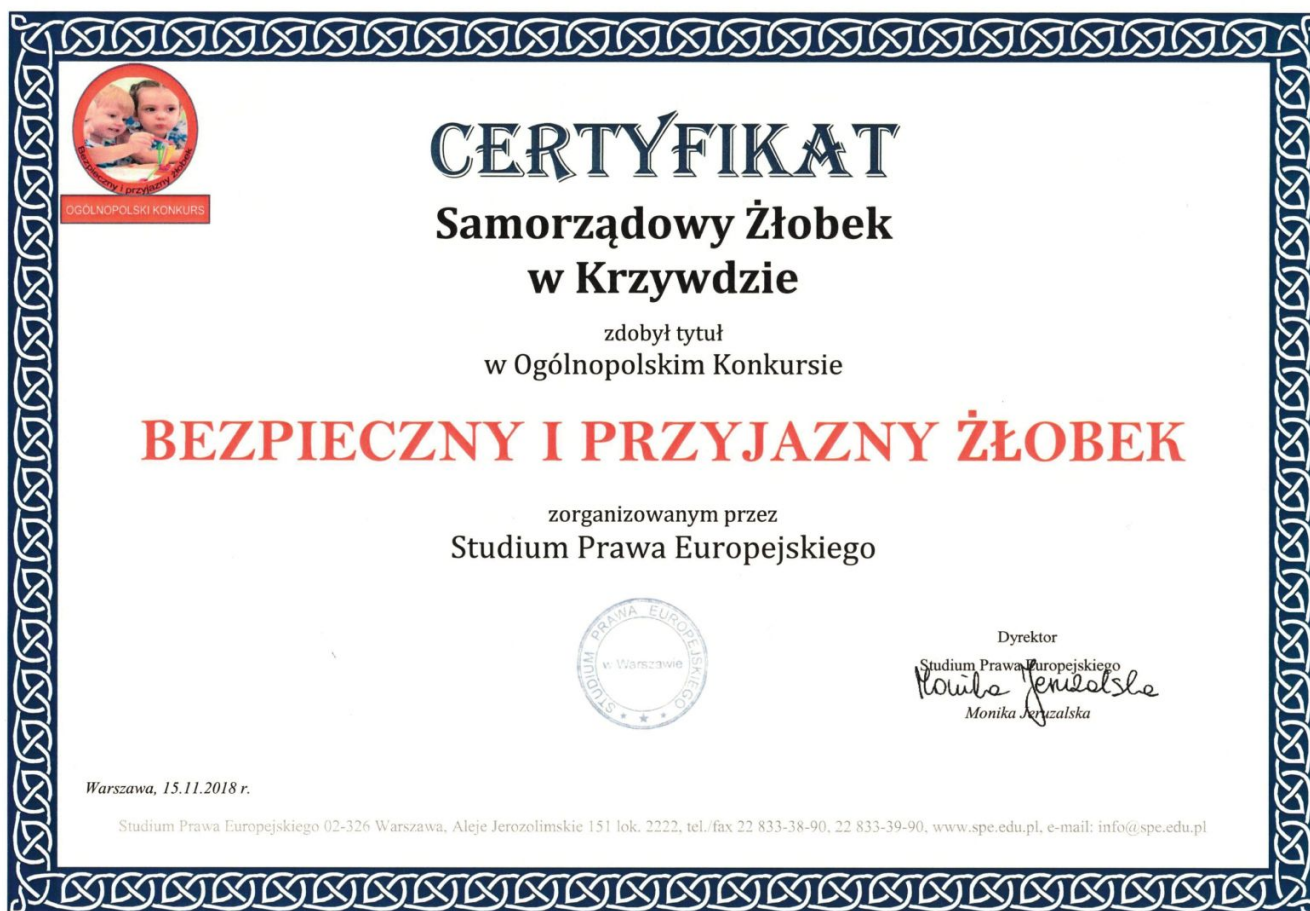 Bezpieczny i przyjazny żłobek
OGÓLNOPOLSKI KONKURS
CERTYFIKAT
Samorządowy Żłobek
w Krzywdzie
zdobył tytuł
w Ogólnopolskim Konkursie
BEZPIECZNY I PRZYJAZNY ŻŁOBEK
zorganizowanym przez
Studium Prawa Europejskiego
STUDIUM PRAWA EUROPEJSKIEGO
w Warszawie
Dyrektor
Studium Prawa Europejskiego
Monika Jeruzalska
Monika Jeruzalska
Warszawa, 15.11.2018 r.
Studium Prawa Europejskiego 02-326 Warszawa, Aleje Jerozolimskie 151 lok. 2222, tel./fax 22 833-38-90, 22 833-39-90, www.spe.edu.pl, e-mail: info@spe.edu.pl